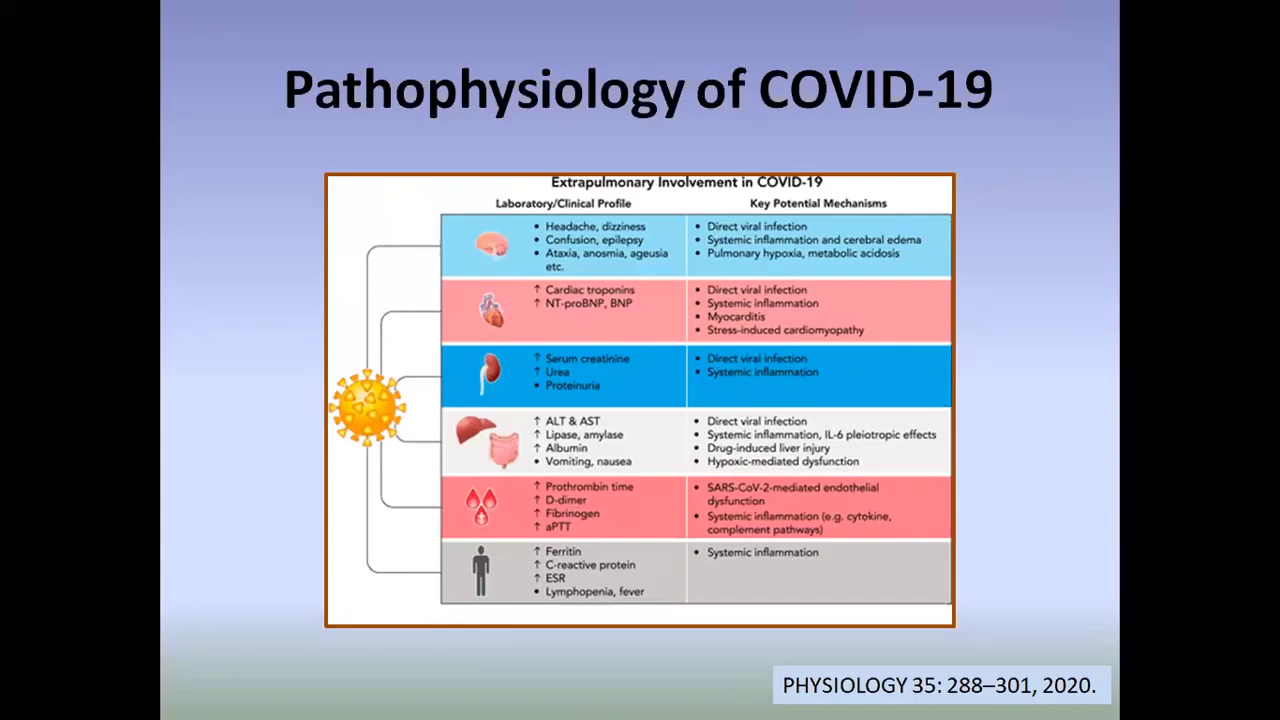 Pathophysiology of COVID-19
Extrapulmonary Involvement in COVID-19
Laboratory/Clinical Profile
Key Potential Mechanisms
• Headache, dizziness
• Confusion, epilepsy
• Ataxia, anosmia, ageusia
etc.
• Direct viral infection
• Systemic inflammation and cerebral edema
• Pulmonary hypoxia, metabolic acidosis
↑ Cardiac troponins
↑ NT-proBNP, BNP
• Direct viral infection
• Systemic inflammation
• Myocarditis
• Stress-induced cardiomyopathy
↑ Serum creatinine
↑ Urea
• Proteinuria
• Direct viral infection
• Systemic inflammation
↑ ALT & AST
↑ Lipase, amylase
↑ Albumin
• Vomiting, nausea
• Direct viral infection
• Systemic inflammation, IL-6 pleiotropic effects
• Drug-induced liver injury
• Hypoxic-mediated dysfunction
↑ Prothrombin time
↑ D-dimer
↑ Fibrinogen
↑ aPTT
• SARS-CoV-2-mediated endothelial
dysfunction
• Systemic inflammation (e.g. cytokine,
complement pathways)
↑ Ferritin
↑ C-reactive protein
↑ ESR
• Lymphopenia, fever
• Systemic inflammation
PHYSIOLOGY 35: 288–301, 2020.